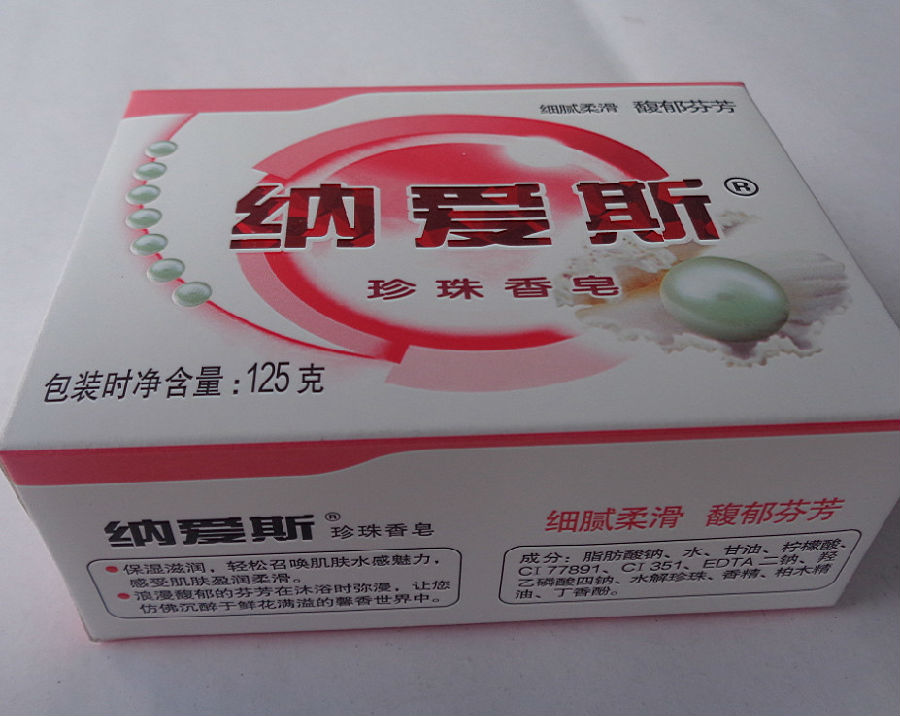 细腻柔滑 馥郁芬芳
纳爱斯®
珍珠香皂
包装时净含量:125克
纳爱斯® 珍珠香皂
● 保湿滋润,轻松召唤肌肤水感魅力,
感受肌肤盈润柔滑。
● 浪漫馥郁的芬芳在沐浴时弥漫,让您
仿佛沉醉于鲜花满溢的馨香世界中。
细腻柔滑 馥郁芬芳
成分:脂肪酸钠、水、甘油、柠檬酸、
CI 77891、CI 351、EDTA二钠、羟
乙磷酸四钠、水解珍珠、香精、柏木精
油、丁香酚。